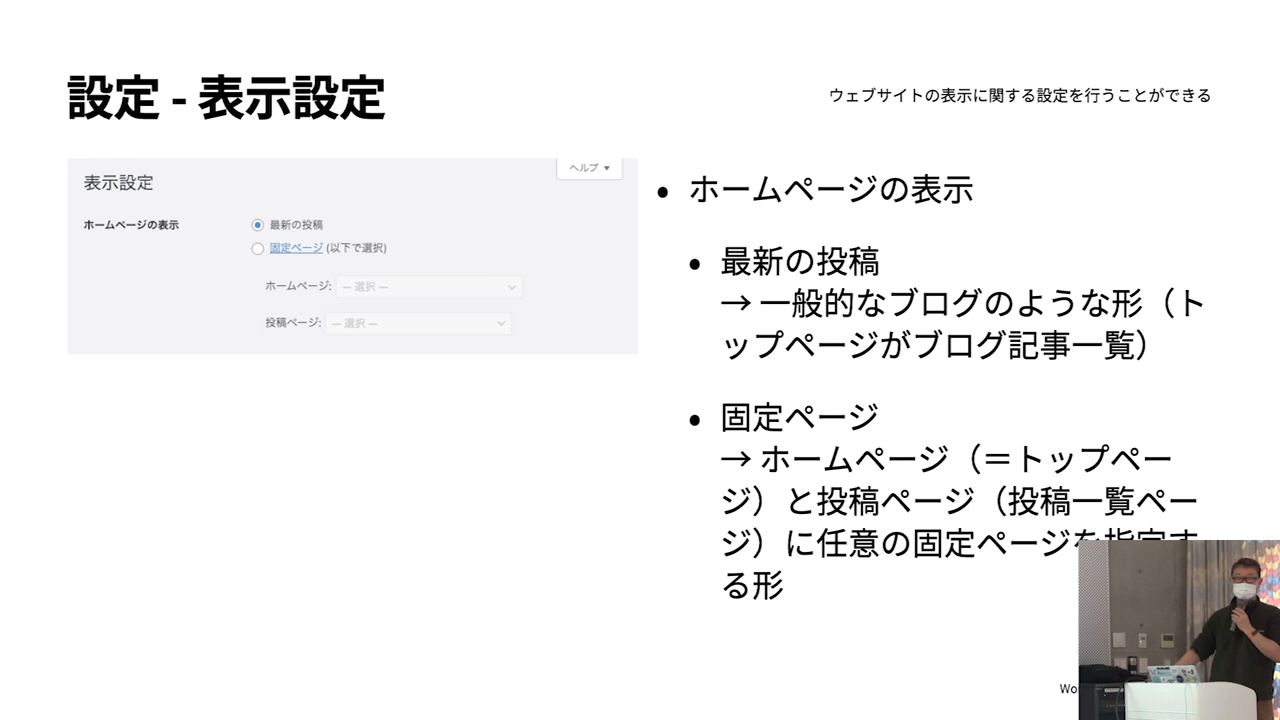 設定 - 表示設定
ウェブサイトの表示に関する設定を行うことができる
表示設定
ヘルプ ▼
ホームページの表示
最新の投稿
固定ページ (以下で選択)
ホームページ: — 選択 —
投稿ページ: — 選択 —
• ホームページの表示
• 最新の投稿
→ 一般的なブログのような形（ト
ップページがブログ記事一覧）
• 固定ページ
→ ホームページ（＝トップペー
ジ）と投稿ページ（投稿一覧ペー
ジ）に任意の固定ページを指定す
る形